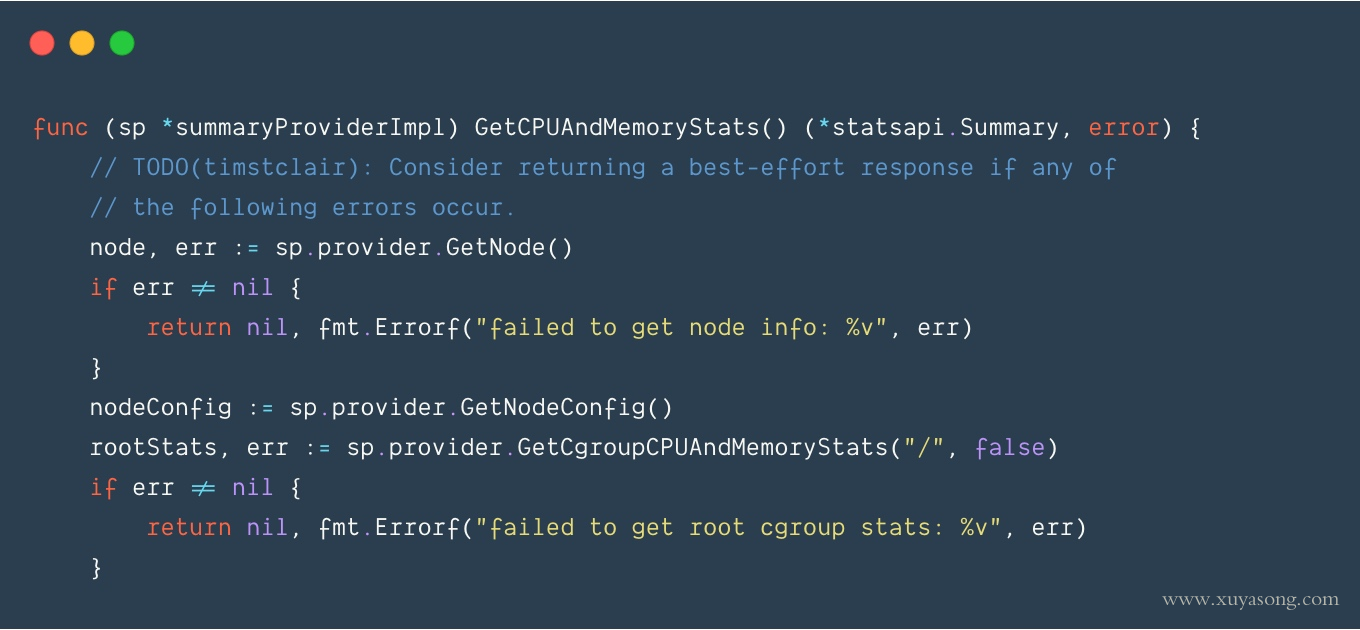 func (sp *summaryProviderImpl) GetCPUAndMemoryStats() (*statsapi.Summary, error) {
    // TODO(timstclair): Consider returning a best-effort response if any of
    // the following errors occur.
    node, err := sp.provider.GetNode()
    if err ≠ nil {
        return nil, fmt.Errorf("failed to get node info: %v", err)
    }
    nodeConfig := sp.provider.GetNodeConfig()
    rootStats, err := sp.provider.GetCgroupCPUAndMemoryStats("/", false)
    if err ≠ nil {
        return nil, fmt.Errorf("failed to get root cgroup stats: %v", err)
    }
www.xuyasong.com